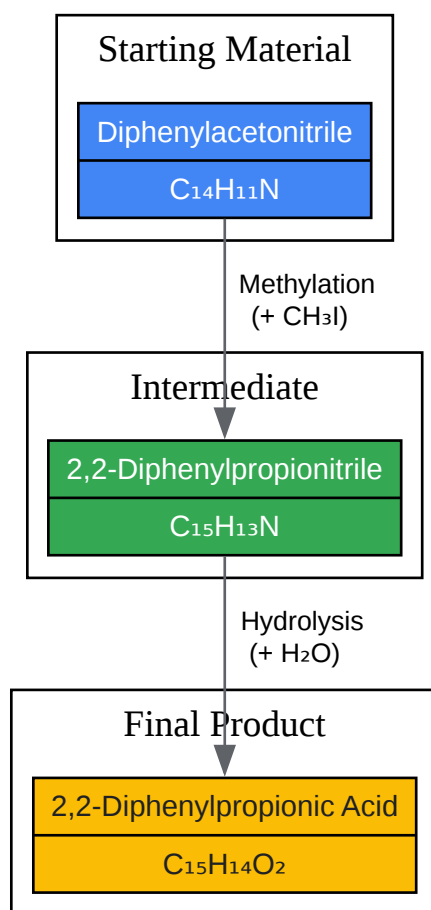 Starting Material
Diphenylacetonitrile
C₁₄H₁₁N
Methylation
(+ CH₃I)
Intermediate
2,2-Diphenylpropionitrile
C₁₅H₁₃N
Hydrolysis
(+ H₂O)
Final Product
2,2-Diphenylpropionic Acid
C₁₅H₁₄O₂